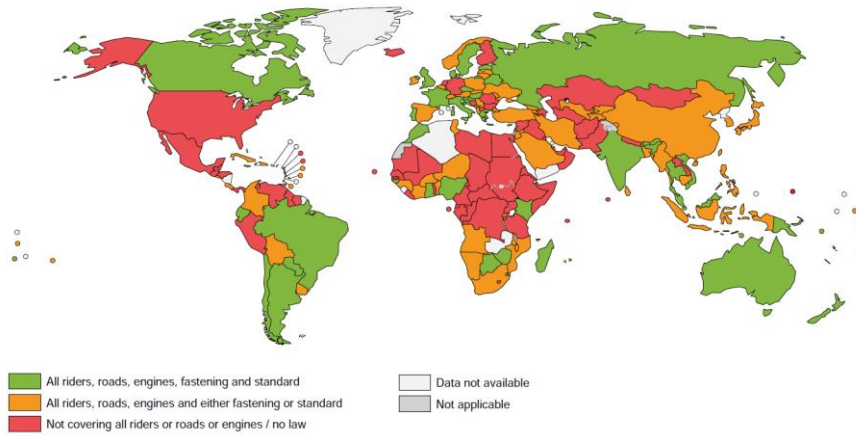 All riders, roads, engines, fastening and standard
All riders, roads, engines and either fastening or standard
Not covering all riders or roads or engines / no law
Data not available
Not applicable